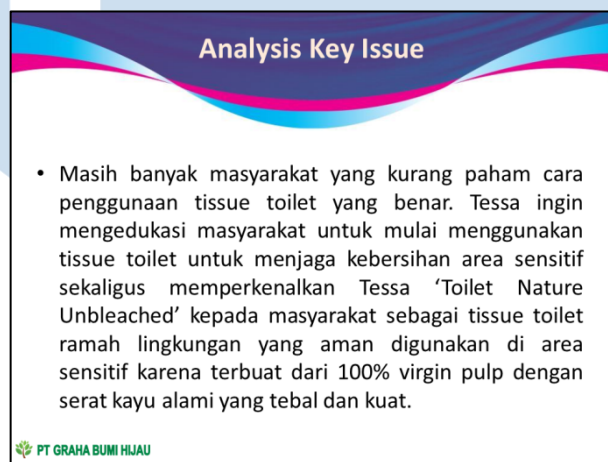 Analysis Key Issue
• Masih banyak masyarakat yang kurang paham cara
penggunaan tissue toilet yang benar. Tessa ingin
mengedukasi masyarakat untuk mulai menggunakan
tissue toilet untuk menjaga kebersihan area sensitif
sekaligus memperkenalkan Tessa ‘Toilet Nature
Unbleached’ kepada masyarakat sebagai tissue toilet
ramah lingkungan yang aman digunakan di area
sensitif karena terbuat dari 100% virgin pulp dengan
serat kayu alami yang tebal dan kuat.
PT GRAHA BUMI HIJAU